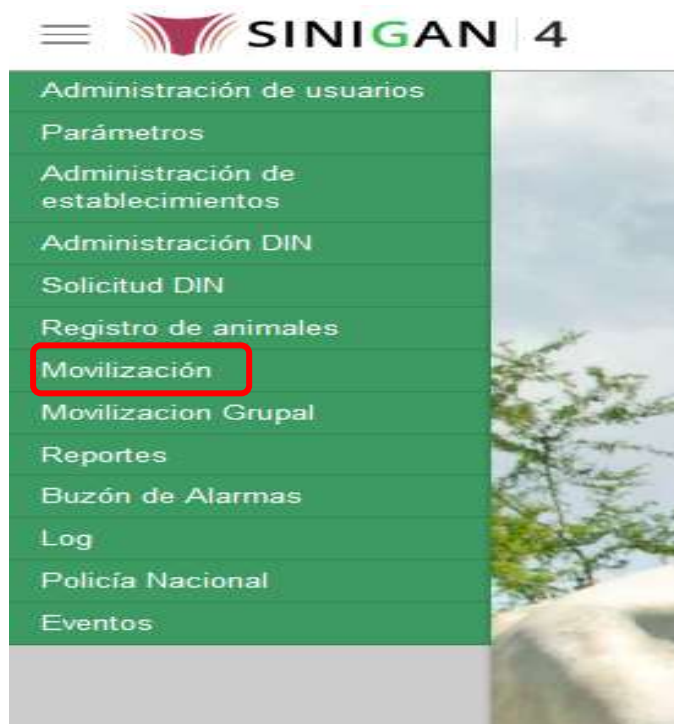 SINIGAN 4
Administración de usuarios
Parámetros
Administración de
establecimientos
Administración DIN
Solicitud DIN
Registro de animales
Movilización
Movilizacion Grupal
Reportes
Buzón de Alarmas
Log
Policía Nacional
Eventos